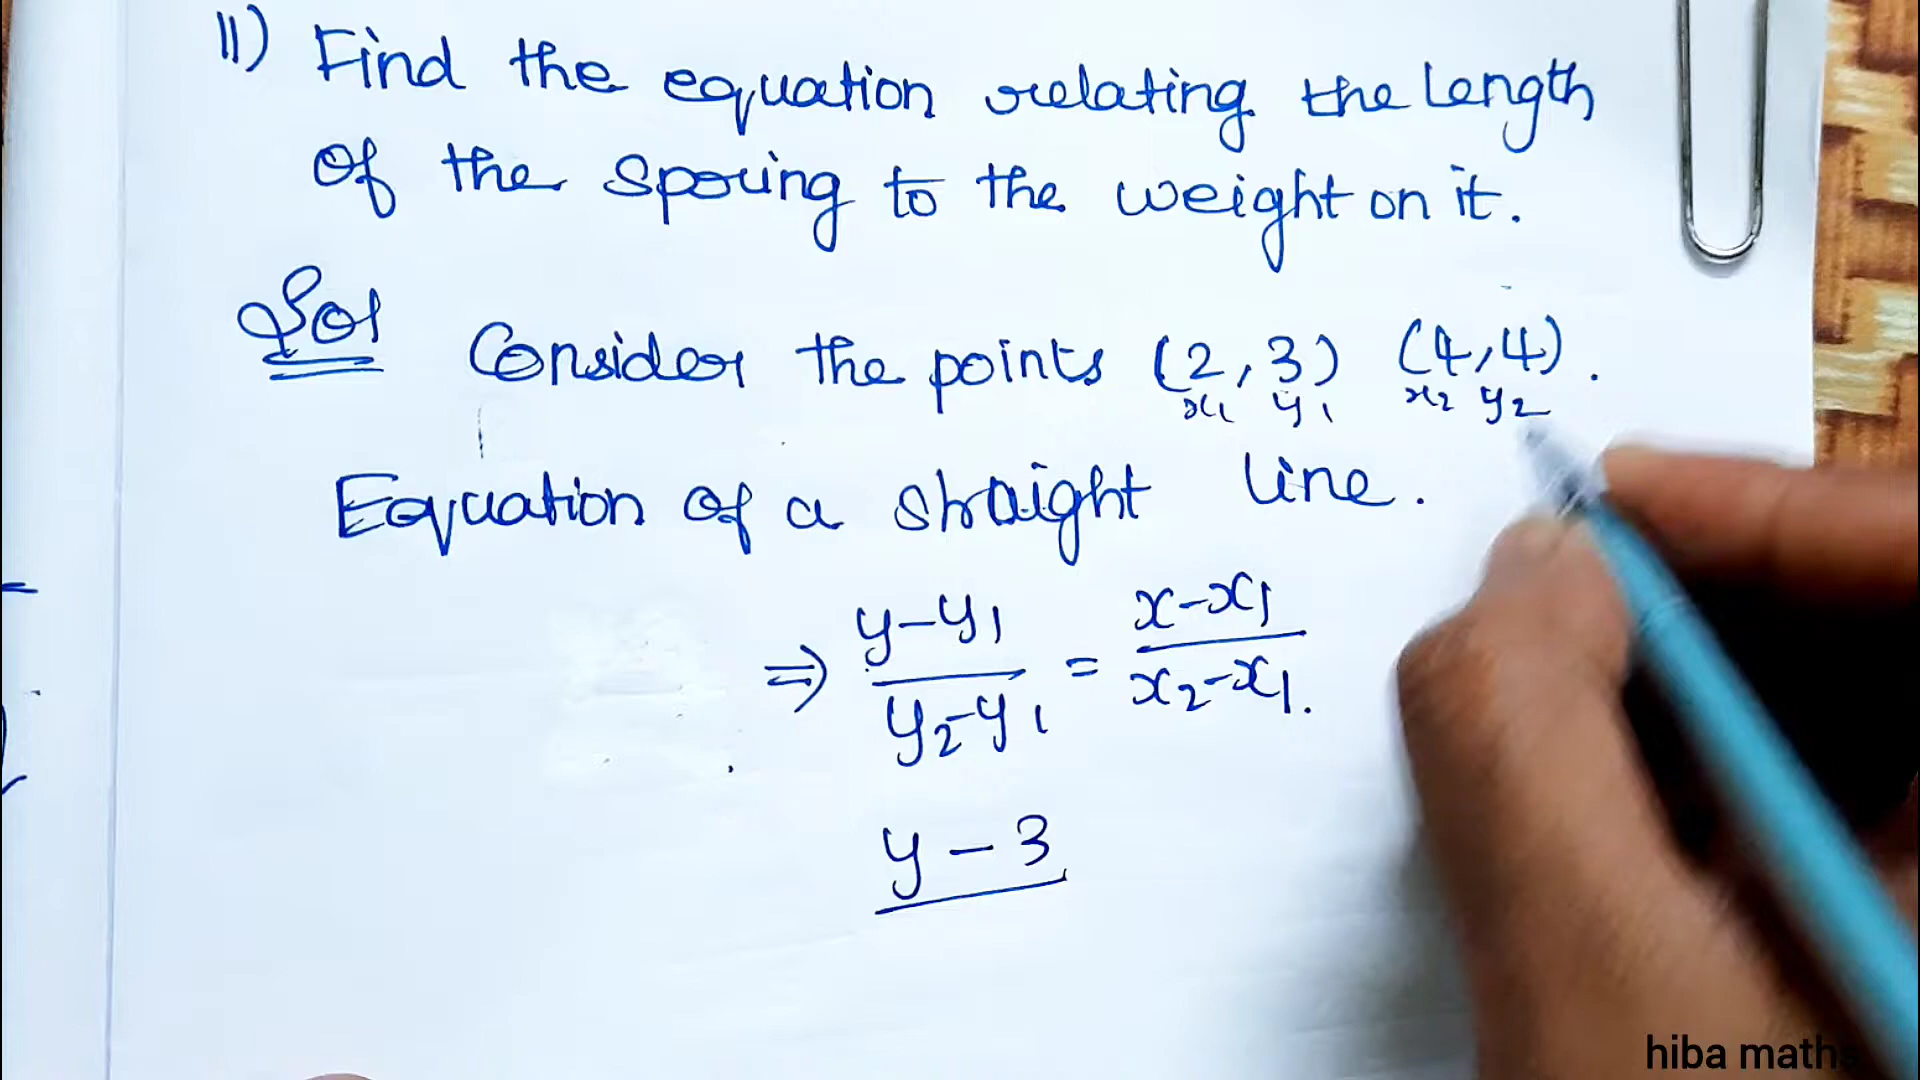 11) Find the equation relating the length
of the spring to the weight on it.
Sol Consider the points (2, 3) (4, 4).
x1 y1 x2 y2
Equation of a straight line.
⇒ y-y1 / y2-y1 = x-x1 / x2-x1.
y - 3
hiba maths